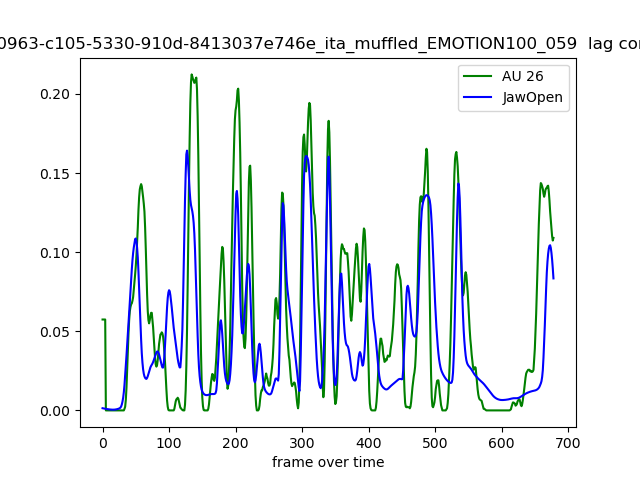 0963-c105-5330-910d-8413037e746e_ita_muffled_EMOTION100_059 lag
AU 26
JawOpen
0.20
0.15
0.10
0.05
0.00
0 100 200 300 400 500 600 700
frame over time